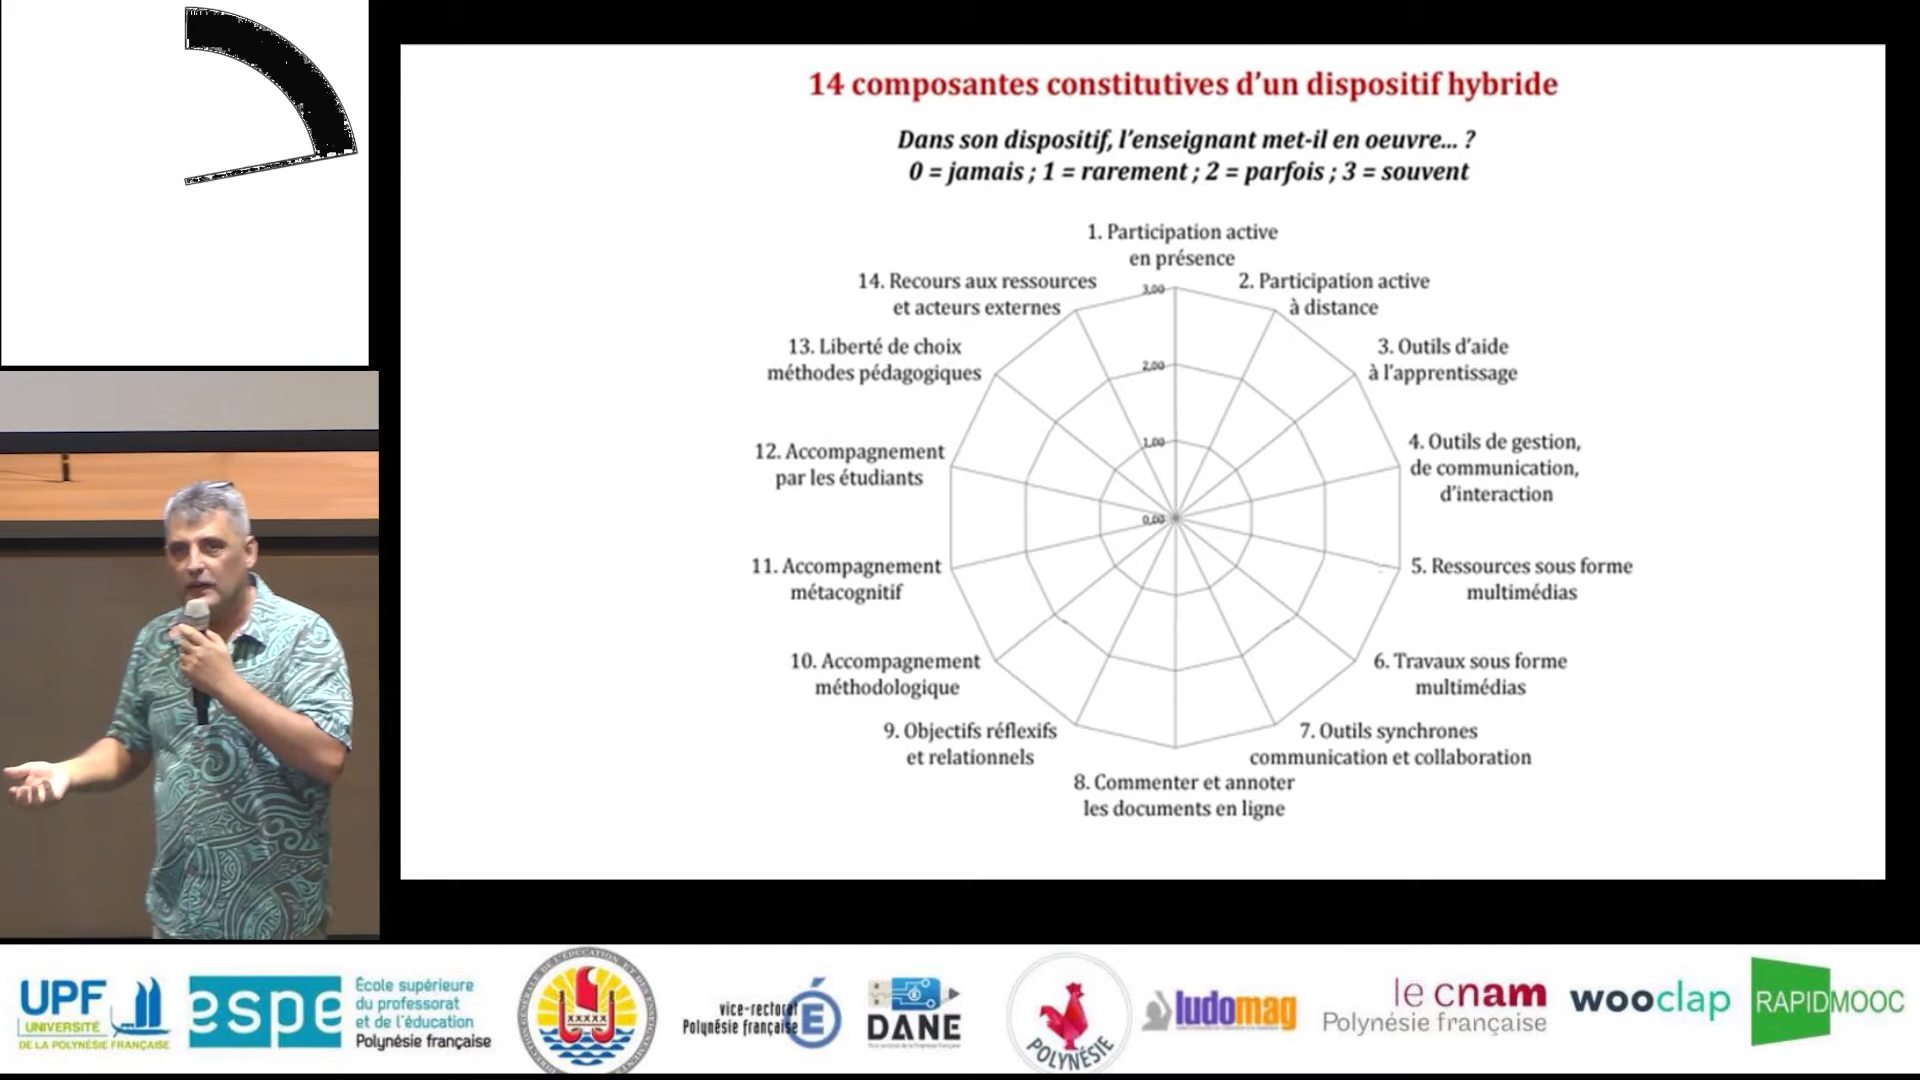 14 composantes constitutives d'un dispositif hybride
Dans son dispositif, l'enseignant met-il en oeuvre... ?
0 = jamais ; 1 = rarement ; 2 = parfois ; 3 = souvent
1. Participation active
en présence
2. Participation active
à distance
3. Outils d'aide
à l'apprentissage
4. Outils de gestion,
de communication,
d'interaction
5. Ressources sous forme
multimédias
6. Travaux sous forme
multimédias
7. Outils synchrones
communication et collaboration
8. Commenter et annoter
les documents en ligne
9. Objectifs réflexifs
et relationnels
10. Accompagnement
méthodologique
11. Accompagnement
métacognitif
12. Accompagnement
par les étudiants
13. Liberté de choix
méthodes pédagogiques
14. Recours aux ressources
et acteurs externes
3,00
2,00
1,00
0,00
UPF
UNIVERSITÉ
DE LA POLYNÉSIE FRANÇAISE
espe
École supérieure
du professorat
et de l'éducation
Polynésie française
vice-rectorat
Polynésie française
É
DANE
POLYNÉSIE
ludomag
le cnam
Polynésie française
wooclap
RAPIDMOOC